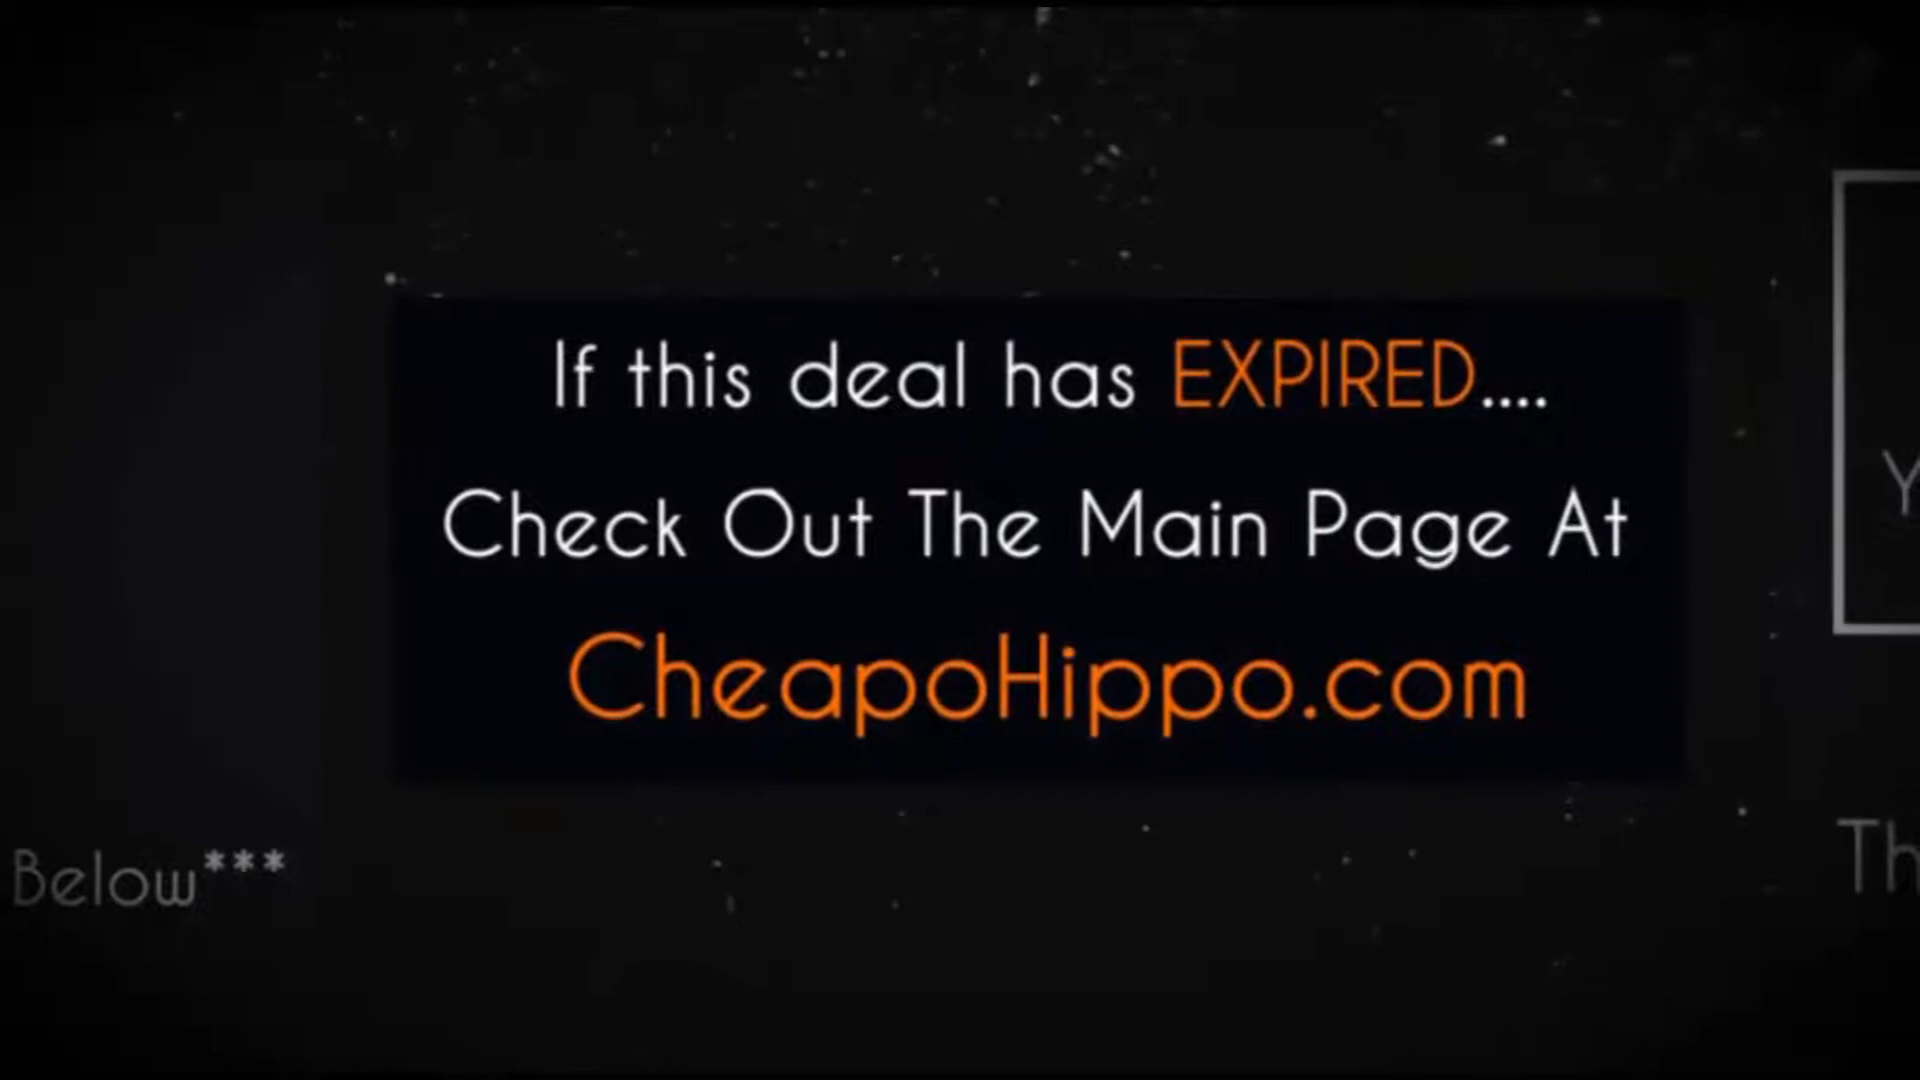 If this deal has EXPIRED....
Check Out The Main Page At
CheapoHippo.com
Below***